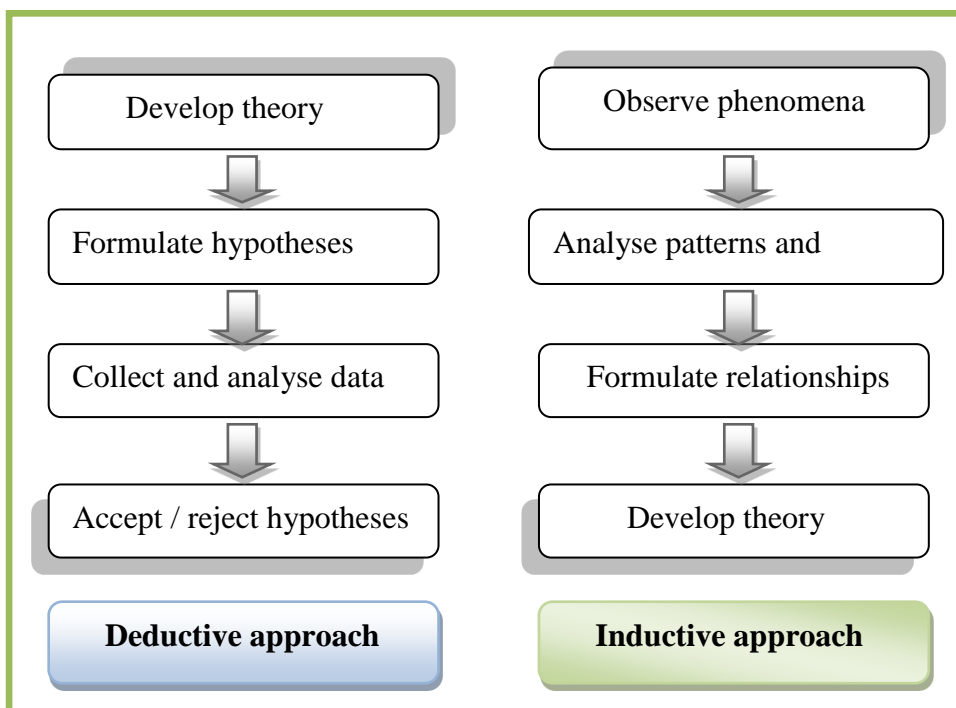 Develop theory
Formulate hypotheses
Collect and analyse data
Accept / reject hypotheses
Deductive approach
Observe phenomena
Analyse patterns and
Formulate relationships
Develop theory
Inductive approach